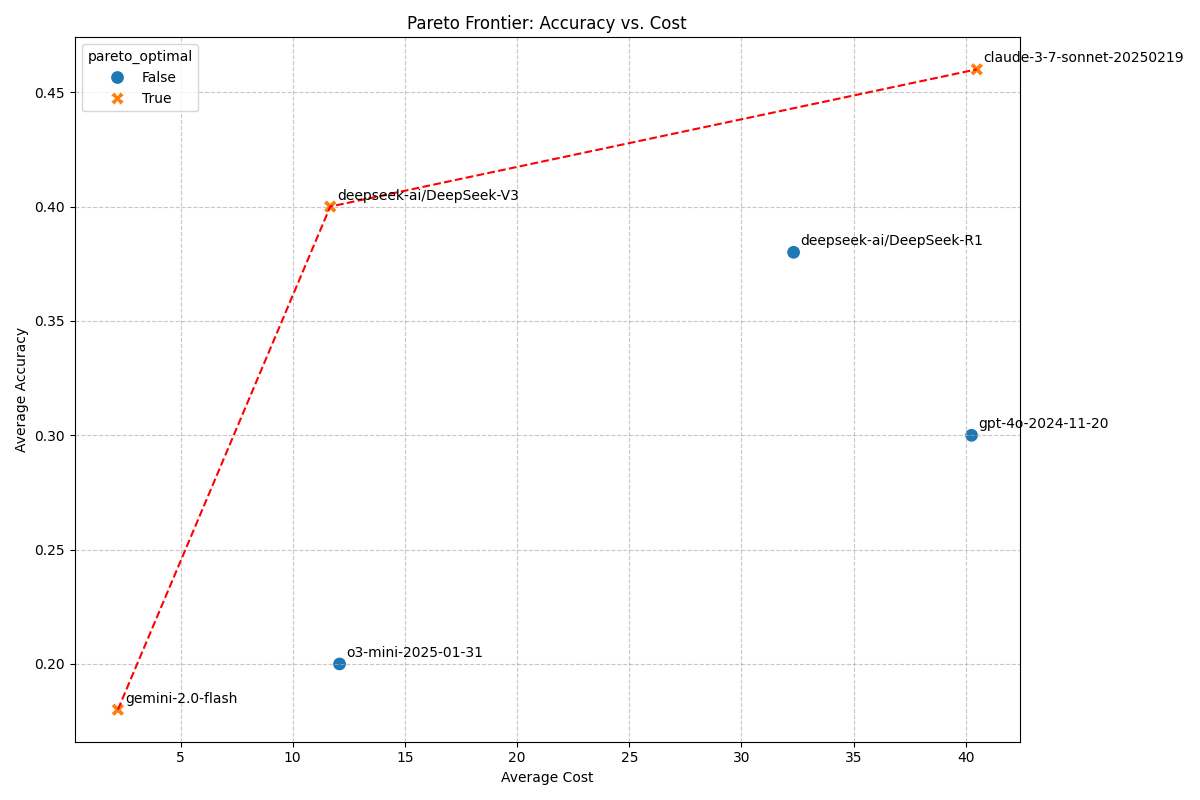 Pareto Frontier: Accuracy vs. Cost
pareto_optimal
False
True
claude-3-7-sonnet-20250219
deepseek-ai/DeepSeek-V3
deepseek-ai/DeepSeek-R1
gpt-4o-2024-11-20
o3-mini-2025-01-31
gemini-2.0-flash
Average Accuracy
0.45
0.40
0.35
0.30
0.25
0.20
5 10 15 20 25 30 35 40
Average Cost